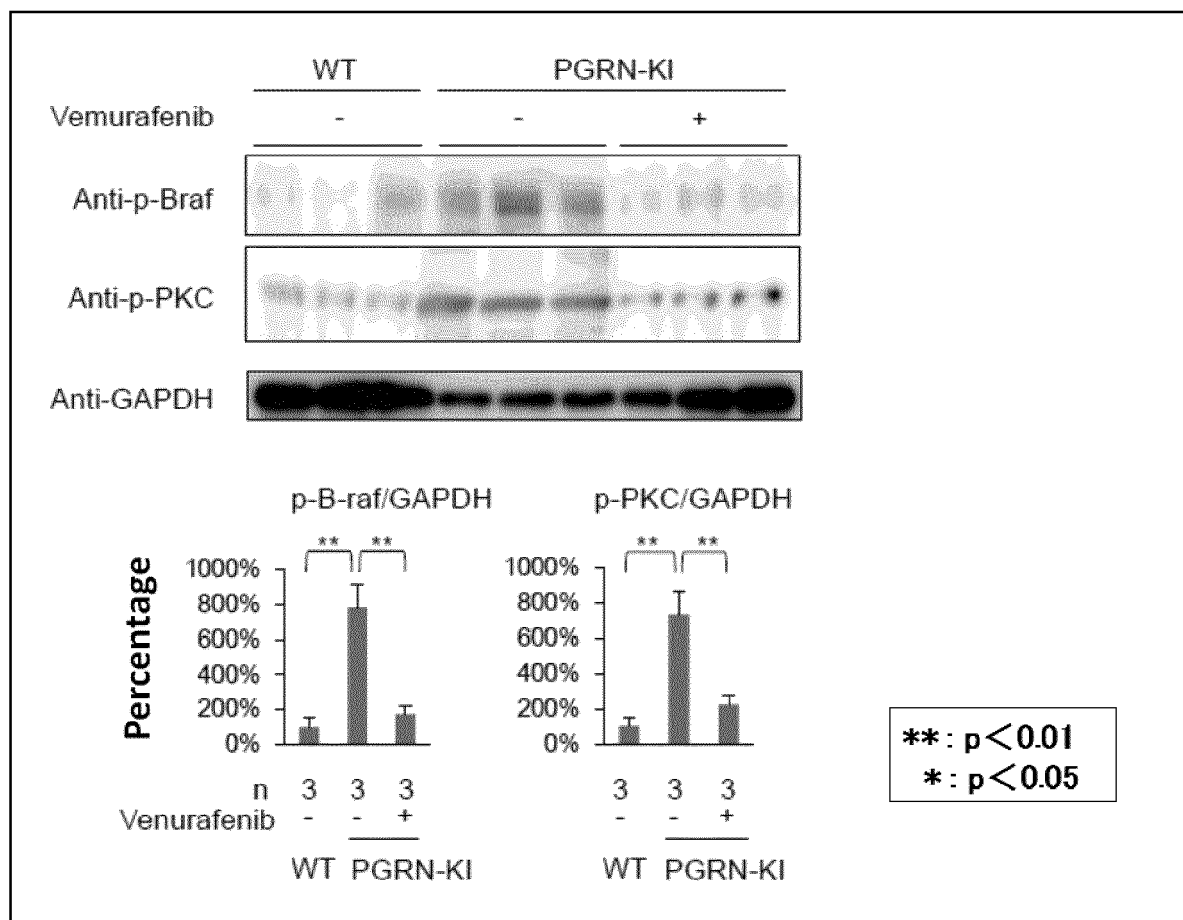 WT PGRN-KI
Vemurafenib - - +
Anti-p-Braf
Anti-p-PKC
Anti-GAPDH
p-B-raf/GAPDH p-PKC/GAPDH
** ** ** **
Percentage
1000% 1000%
800% 800%
600% 600%
400% 400%
200% 200%
0% 0%
**: p<0.01
*: p<0.05
n 3 3 3 3 3 3
Venurafenib - - + - - +
WT PGRN-KI WT PGRN-KI